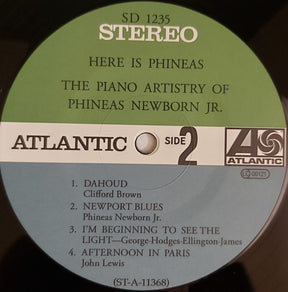 SD 1235
STEREO
HERE IS PHINEAS
THE PIANO ARTISTRY OF
PHINEAS NEWBORN JR.
ATLANTIC SIDE 2
ATLANTIC
1. DAHOUD
Clifford Brown
2. NEWPORT BLUES
Phineas Newborn Jr.
3. I'M BEGINNING TO SEE THE
LIGHT—George-Hodges-Ellington-James
4. AFTERNOON IN PARIS
John Lewis
(ST-A-11368)